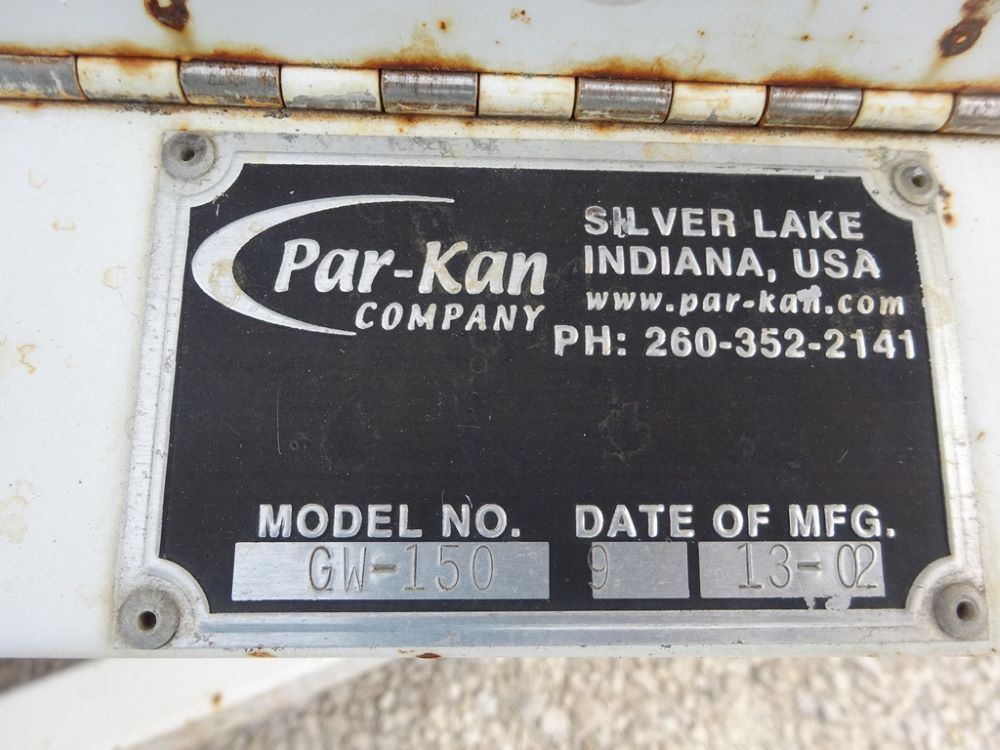 Par-Kan
COMPANY
SILVER LAKE
INDIANA, USA
www.par-kan.com
PH: 260-352-2141
MODEL NO. DATE OF MFG.
GW-150 9 13-02